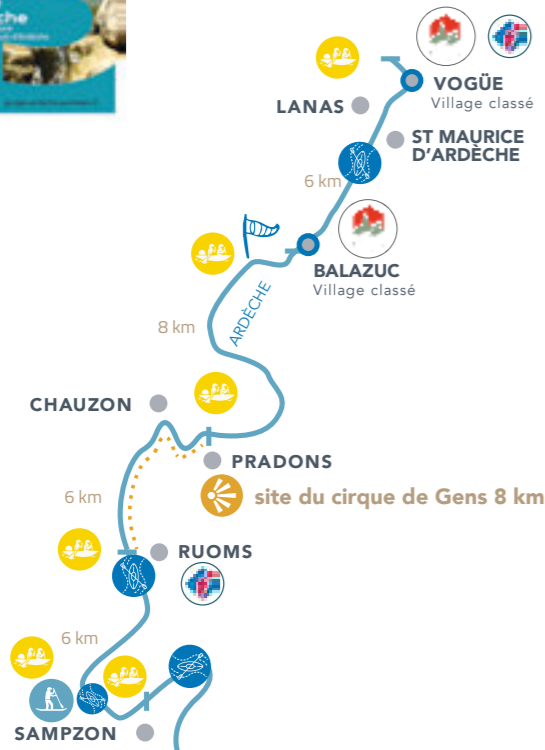 che
VOGÜE
Village classé
LANAS
ST MAURICE
D'ARDÈCHE
6 km
BALAZUC
Village classé
ARDÈCHE
8 km
CHAUZON
PRADONS
site du cirque de Gens 8 km
6 km
RUOMS
6 km
SAMPZON